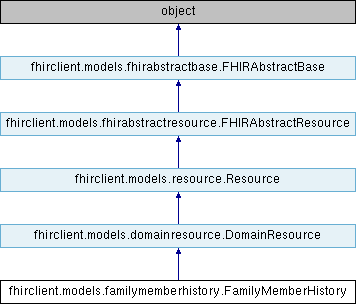 object
fhirclient.models.fhirabstractbase.FHIRAbstractBase
fhirclient.models.fhirabstractresource.FHIRAbstractResource
fhirclient.models.resource.Resource
fhirclient.models.domainresource.DomainResource
fhirclient.models.familymemberhistory.FamilyMemberHistory